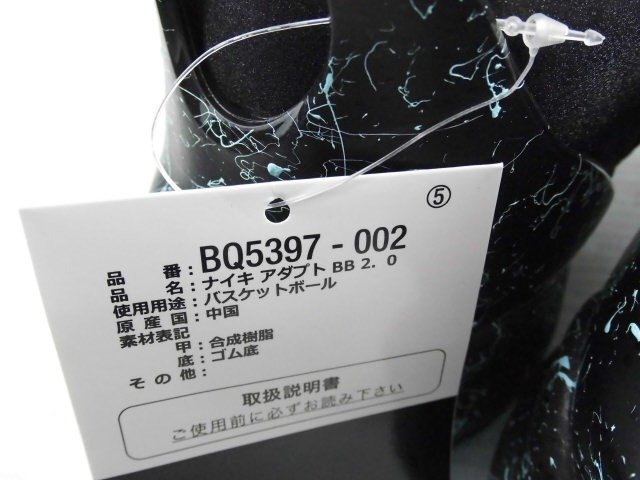 ⑤
品番：BQ5397-002
品名：ナイキ アダプト BB 2.0
使用用途：バスケットボール
原産国：中国
素材表記
甲：合成樹脂
底：ゴム底
その他：
取扱説明書
ご使用前に必ずお読み下さい